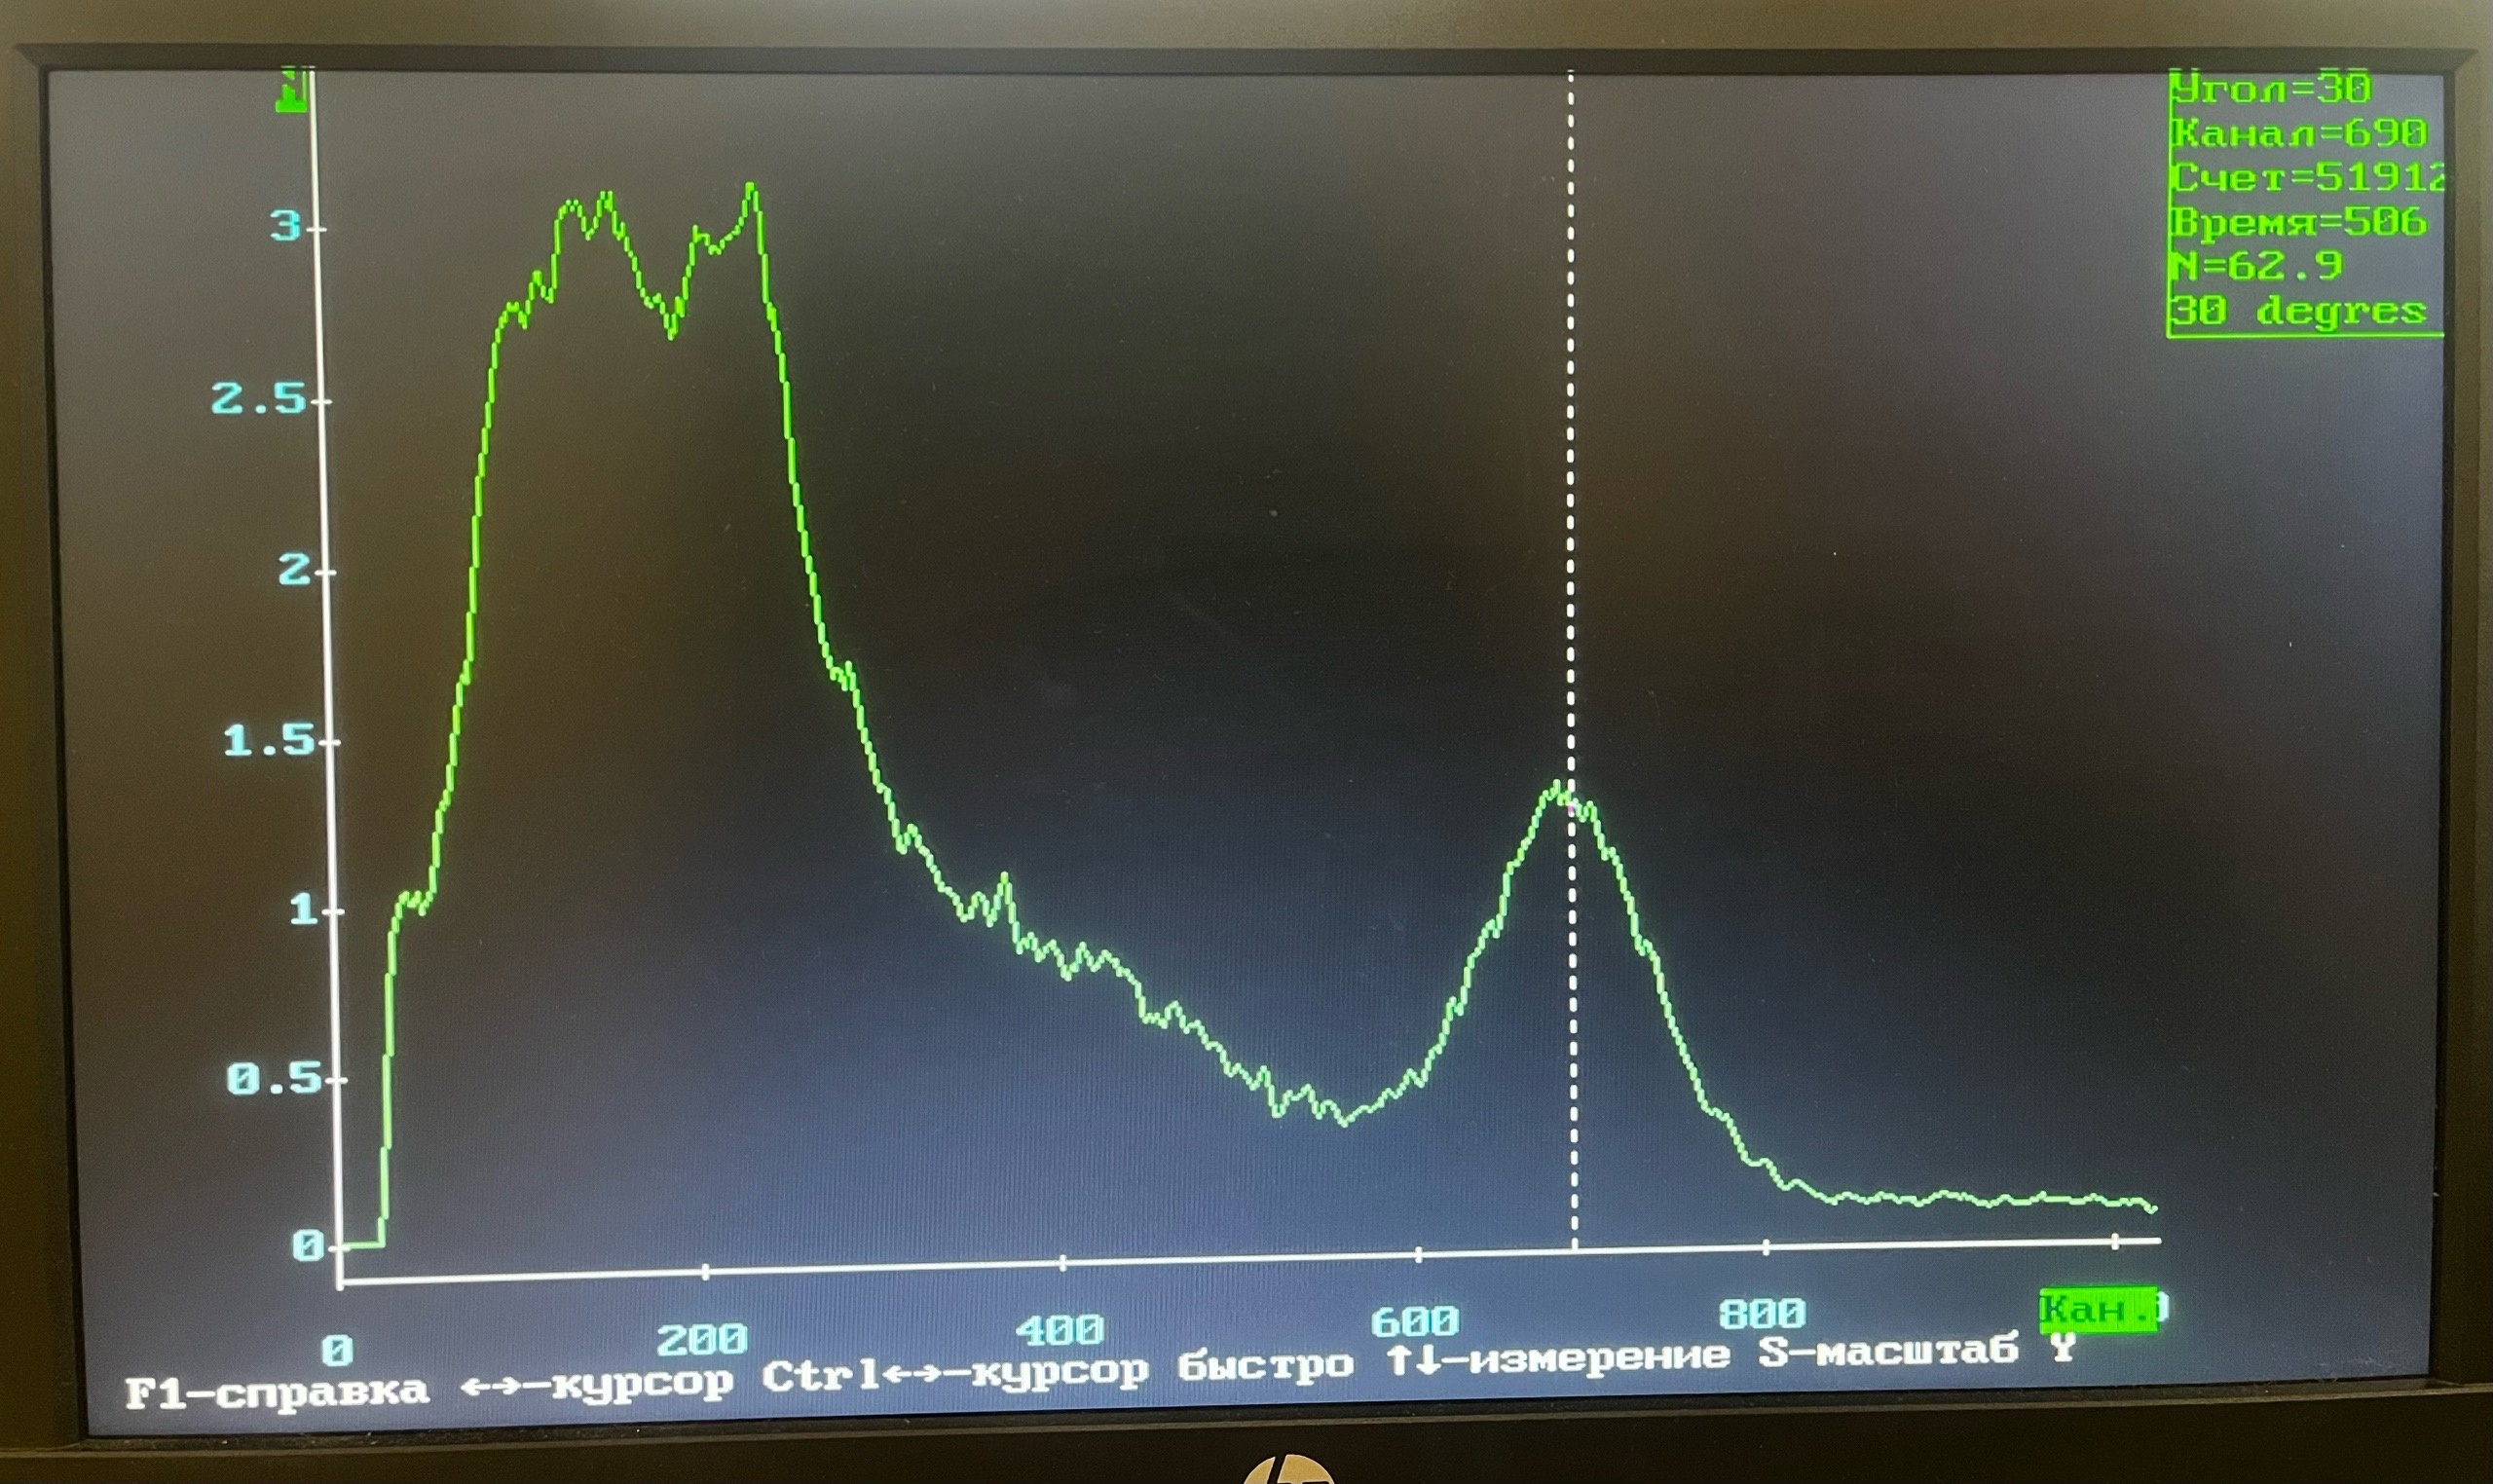 Угол=30
Канал=690
Счет=51912
Время=506
N=62.9
30 degres
3
2.5
2
1.5
1
0.5
0
0 200 400 600 800 Кан.
F1-справка ←→-курсор Ctrl←→-курсор быстро ↑↓-измерение S-масштаб Y